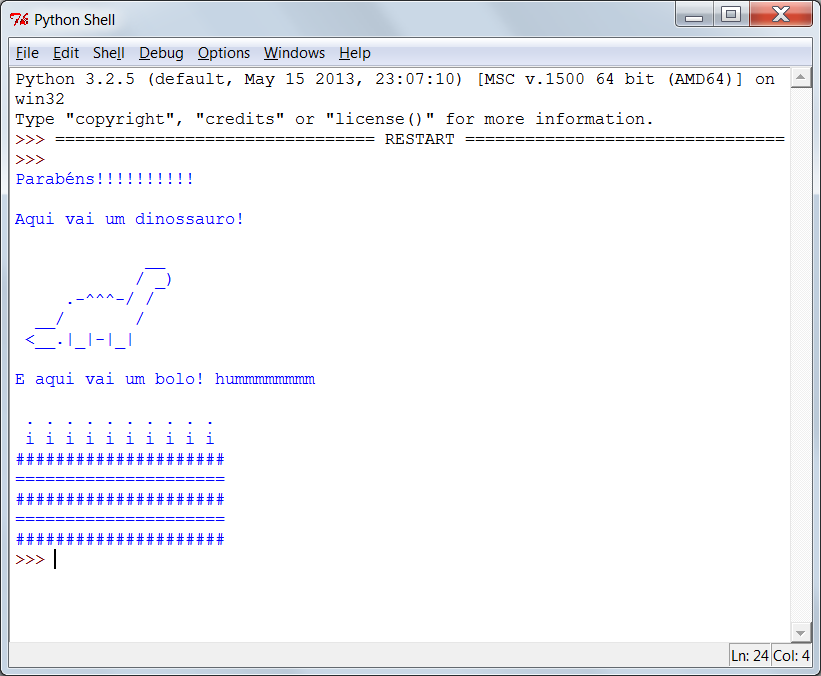 Python Shell
File Edit Shell Debug Options Windows Help
Python 3.2.5 (default, May 15 2013, 23:07:10) [MSC v.1500 64 bit (AMD64)] on
win32
Type "copyright", "credits" or "license()" for more information.
>>> ================================ RESTART ================================
>>>
Parabéns!!!!!!!!!!
Aqui vai um dinossauro!
             __
            / _)
     .-^^^-/ /
  __/       /
 <__.|_|-|_|
E aqui vai um bolo! hummmmmmmm
 . . . . . . . . . .
 i i i i i i i i i i
#####################
=====================
#####################
=====================
#####################
>>>
Ln: 24 Col: 4